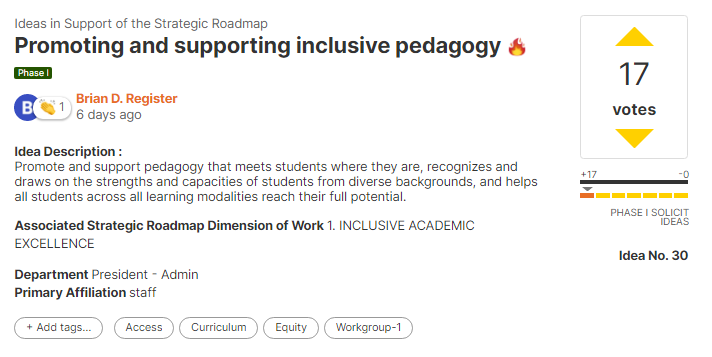 Ideas in Support of the Strategic Roadmap
Promoting and supporting inclusive pedagogy 🔥
Phase I
B 👏 1
Brian D. Register
6 days ago
Idea Description :
Promote and support pedagogy that meets students where they are, recognizes and
draws on the strengths and capacities of students from diverse backgrounds, and helps
all students across all learning modalities reach their full potential.
Associated Strategic Roadmap Dimension of Work 1. INCLUSIVE ACADEMIC
EXCELLENCE
Department President - Admin
Primary Affiliation staff
+ Add tags... Access Curriculum Equity Workgroup-1
17
votes
+17 -0
PHASE I SOLICIT
IDEAS
Idea No. 30